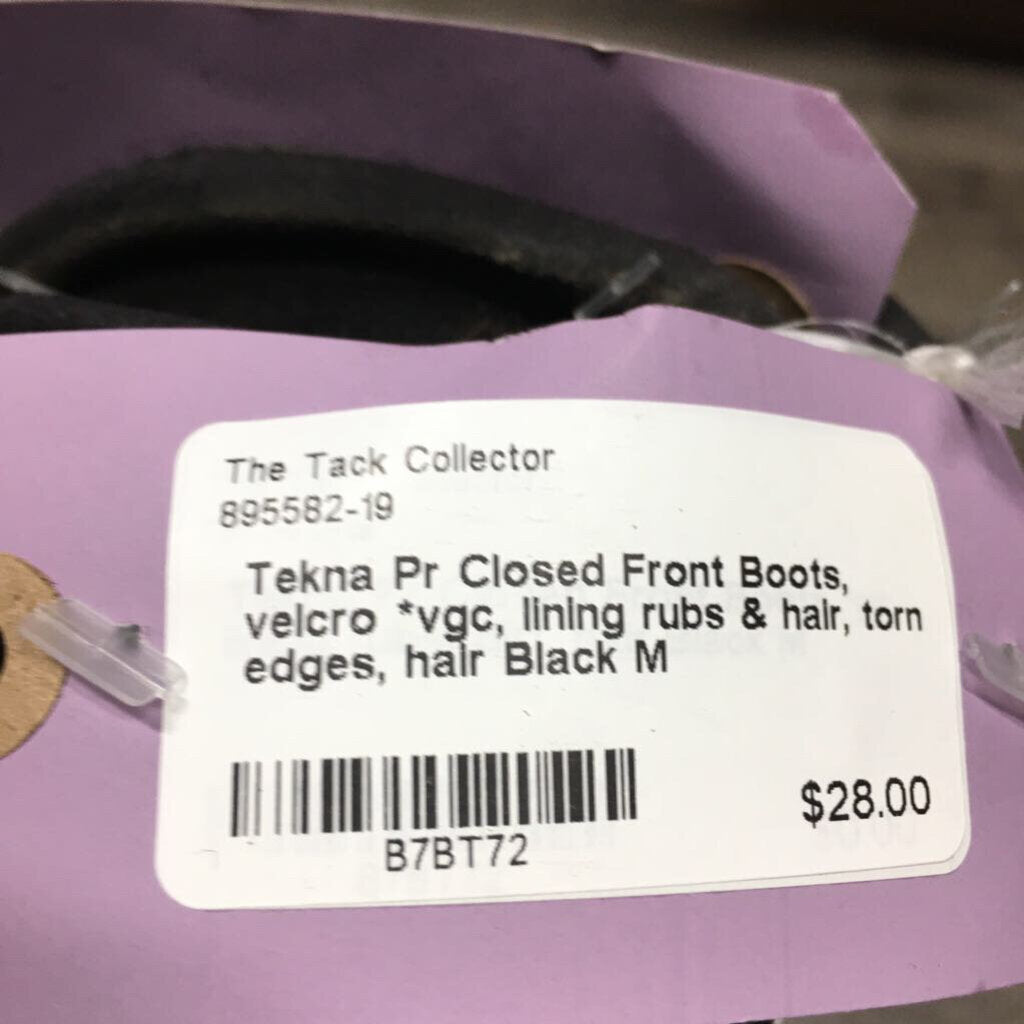 The Tack Collector
895582-19
Tekna Pr Closed Front Boots,
velcro *vgc, lining rubs & hair, torn
edges, hair Black M
$28.00
B7BT72